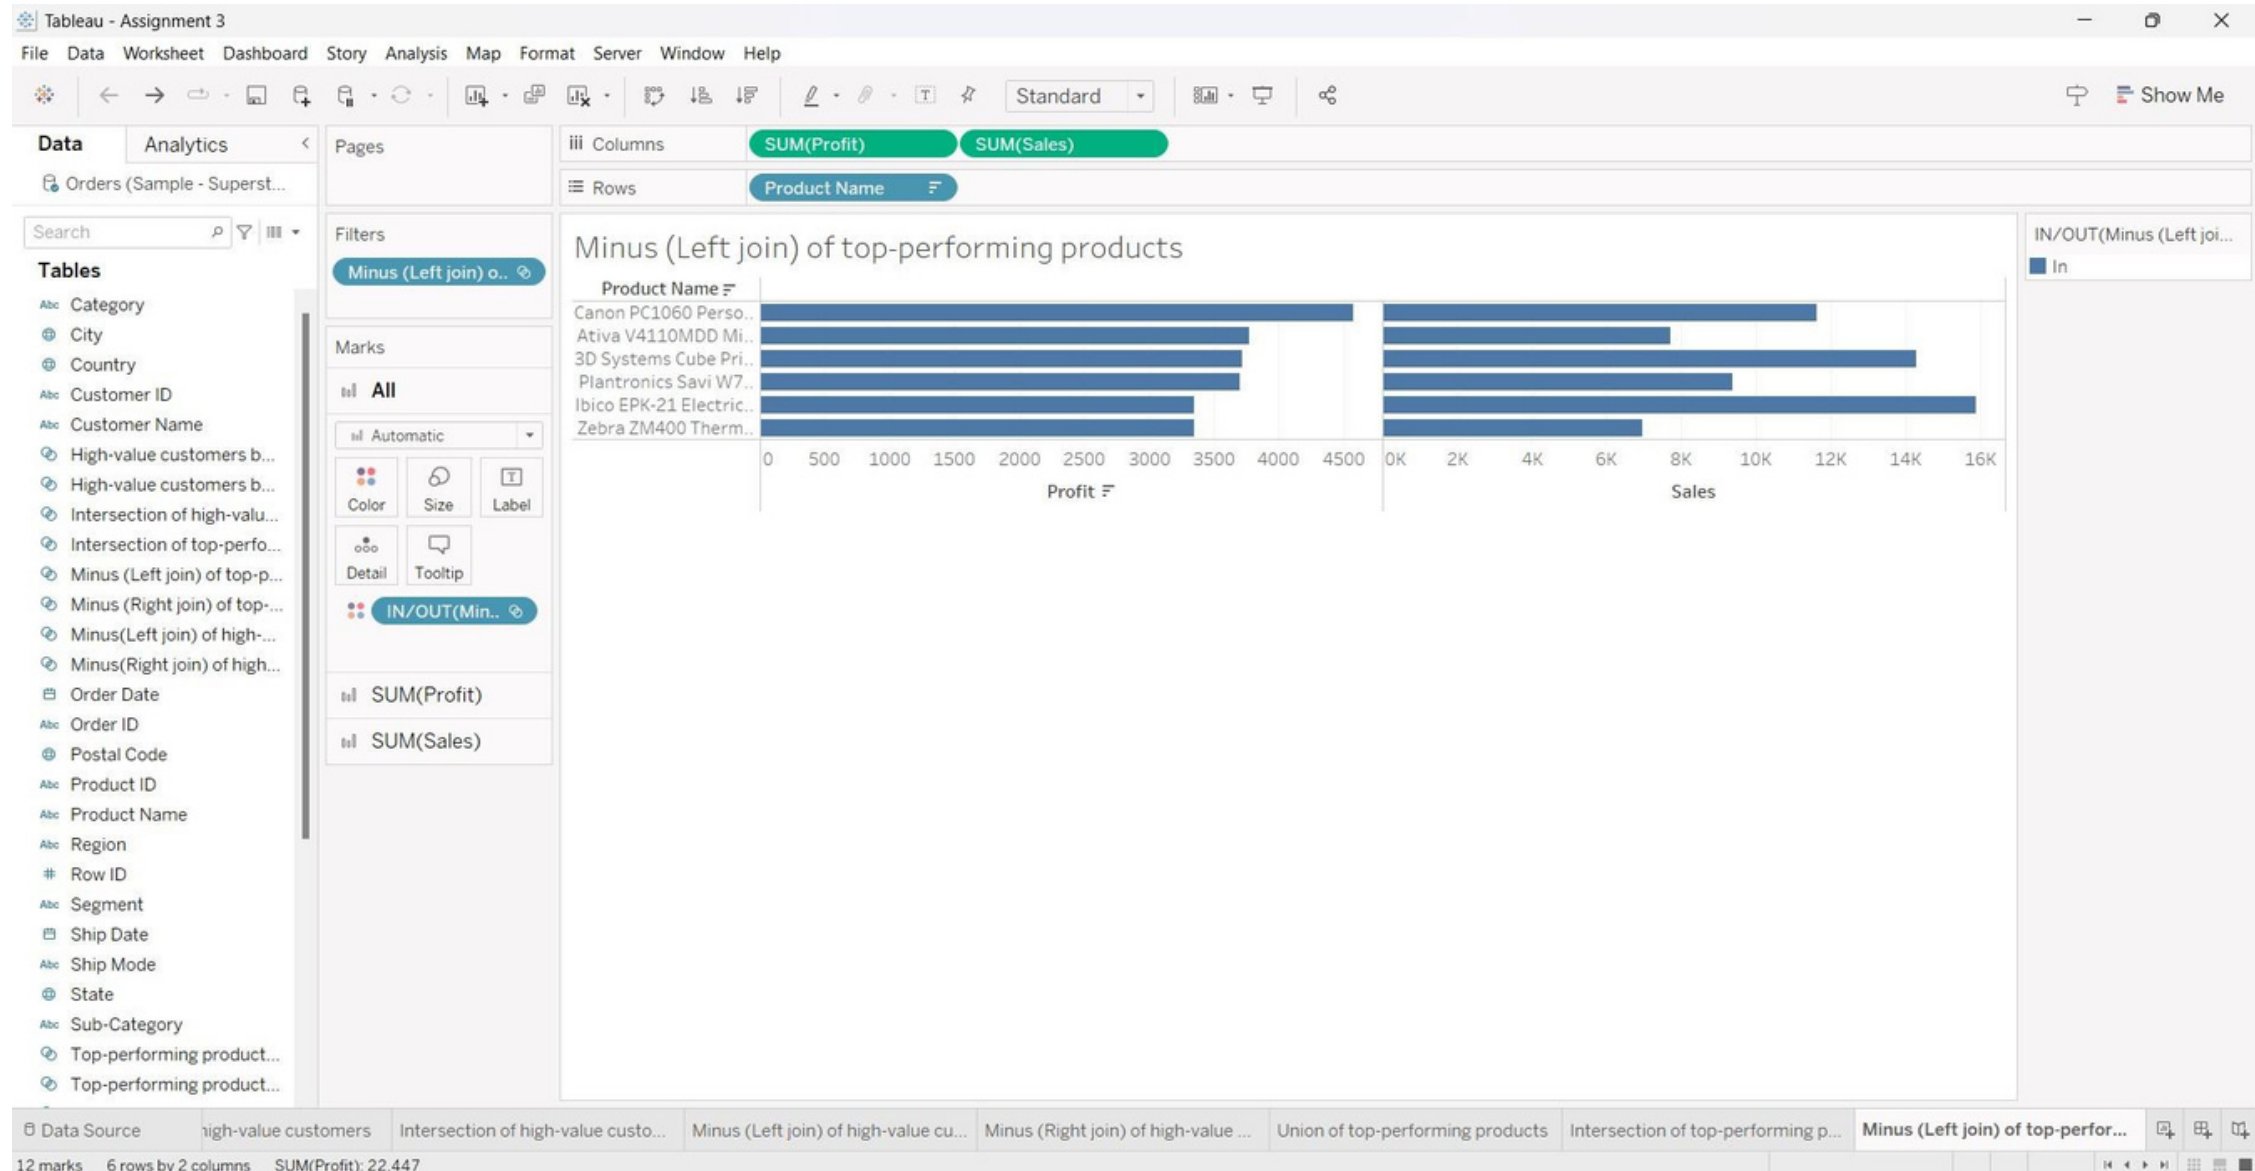 Tableau - Assignment 3
File Data Worksheet Dashboard Story Analysis Map Format Server Window Help
Standard
Show Me
Data Analytics
Orders (Sample - Superst...
Search
Tables
Abc Category
City
Country
Abc Customer ID
Abc Customer Name
High-value customers b...
High-value customers b...
Intersection of high-valu...
Intersection of top-perfo...
Minus (Left join) of top-p...
Minus (Right join) of top-...
Minus(Left join) of high-...
Minus(Right join) of high...
Order Date
Abc Order ID
Postal Code
Abc Product ID
Abc Product Name
Abc Region
# Row ID
Abc Segment
Ship Date
Abc Ship Mode
State
Abc Sub-Category
Top-performing product...
Top-performing product...
Pages
Filters
Minus (Left join) o..
Marks
All
Automatic
Color Size Label
Detail Tooltip
IN/OUT(Min..
SUM(Profit)
SUM(Sales)
Columns SUM(Profit) SUM(Sales)
Rows Product Name
Minus (Left join) of top-performing products
Product Name
Canon PC1060 Perso..
Ativa V4110MDD Mi..
3D Systems Cube Pri..
Plantronics Savi W7..
Ibico EPK-21 Electric..
Zebra ZM400 Therm..
0 500 1000 1500 2000 2500 3000 3500 4000 4500 0K 2K 4K 6K 8K 10K 12K 14K 16K
Profit Sales
IN/OUT(Minus (Left joi...
In
Data Source high-value customers Intersection of high-value custo... Minus (Left join) of high-value cu... Minus (Right join) of high-value ... Union of top-performing products Intersection of top-performing p... Minus (Left join) of top-perfor...
12 marks 6 rows by 2 columns SUM(Profit): 22,447